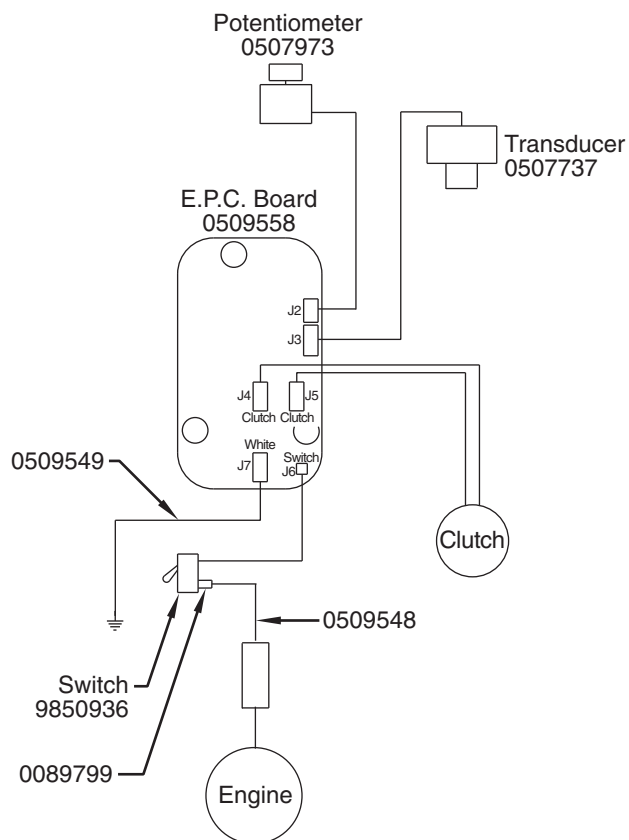 Potentiometer
0507973
Transducer
0507737
E.P.C. Board
0509558
J2
J3
J4
J5
Clutch
Clutch
White
Switch
J7
J6
0509549
Clutch
0509548
Switch
9850936
0089799
Engine